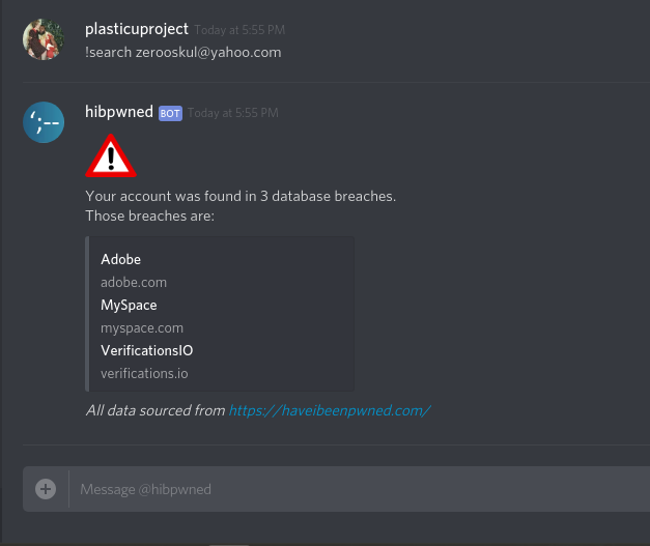 plasticuproject Today at 5:55 PM
!search zerooskul@yahoo.com
hibpwned BOT Today at 5:55 PM
';--
!
Your account was found in 3 database breaches.
Those breaches are:
Adobe
adobe.com
MySpace
myspace.com
VerificationsIO
verifications.io
All data sourced from https://haveibeenpwned.com/
Message @hibpwned